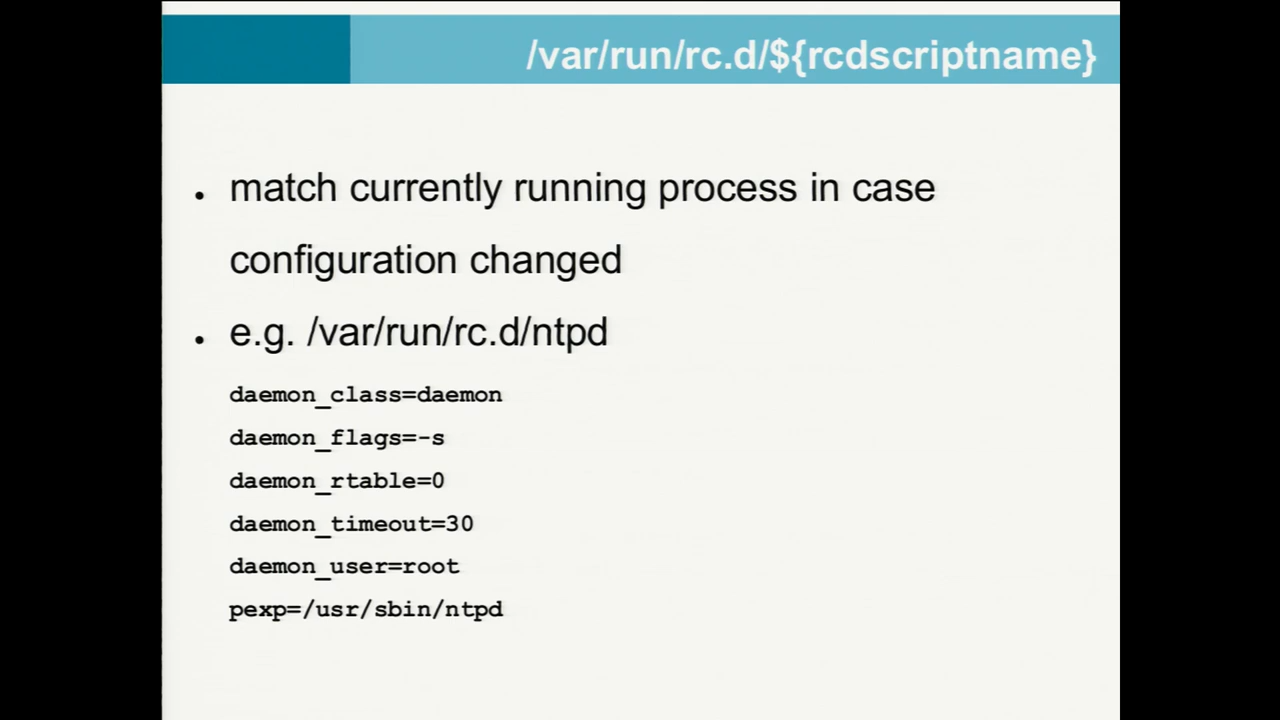 /var/run/rc.d/${rcdscriptname}
• match currently running process in case
configuration changed
• e.g. /var/run/rc.d/ntpd
daemon_class=daemon
daemon_flags=-s
daemon_rtable=0
daemon_timeout=30
daemon_user=root
pexp=/usr/sbin/ntpd